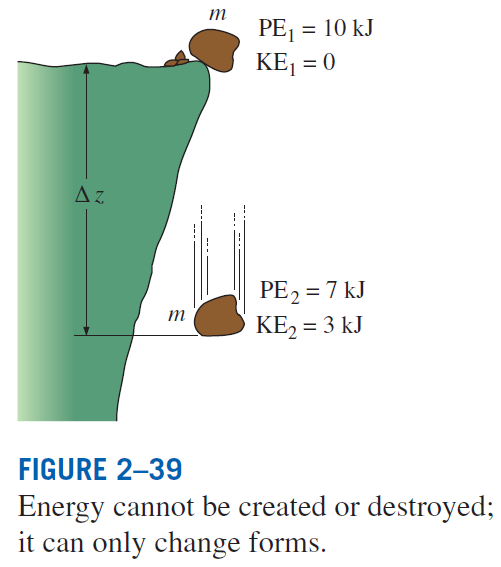 m
PE₁ = 10 kJ
KE₁ = 0
Δz
PE₂ = 7 kJ
m
KE₂ = 3 kJ
FIGURE 2–39
Energy cannot be created or destroyed;
it can only change forms.